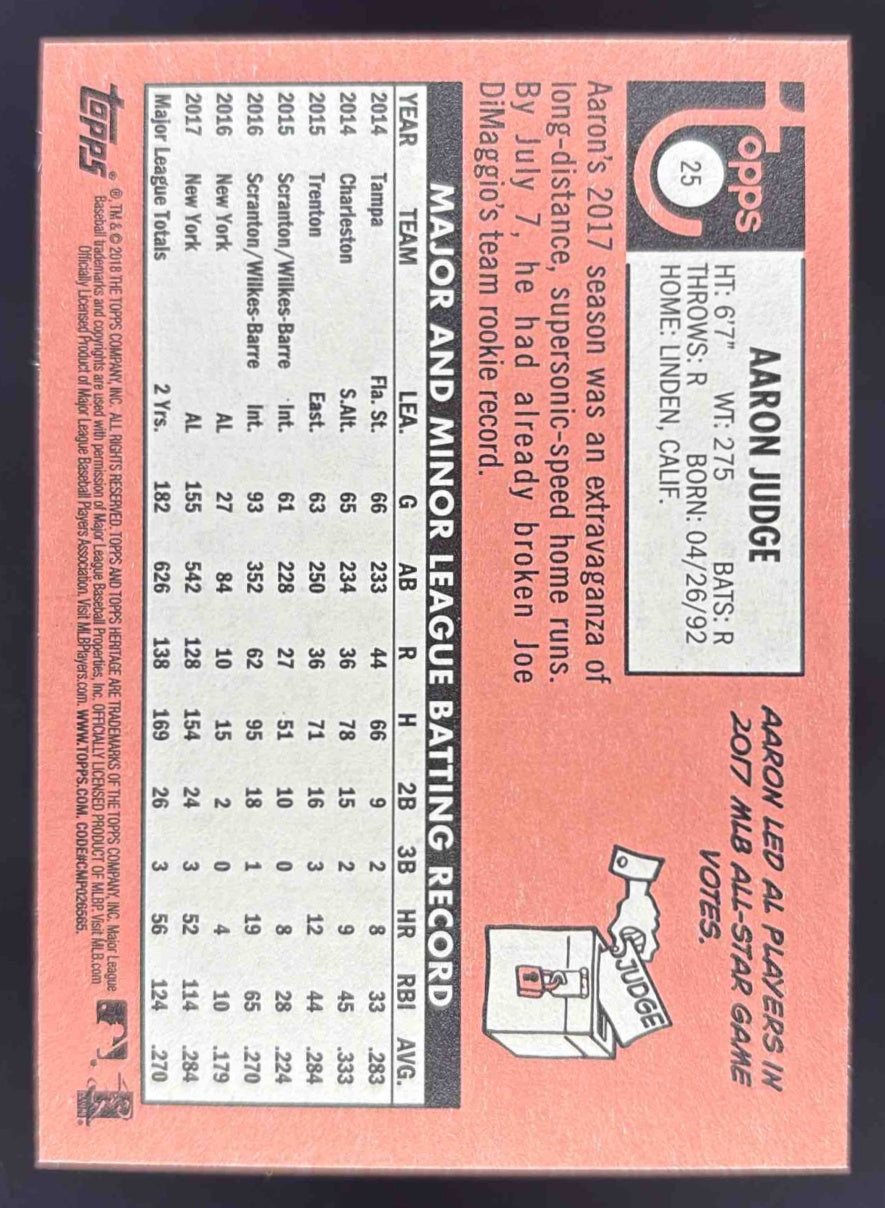 Topps
25
AARON JUDGE
HT: 6'7" WT: 275 BATS: R
THROWS: R BORN: 04/26/92
HOME: LINDEN, CALIF.
AARON LED AL PLAYERS IN
2017 MLB ALL-STAR GAME
VOTES.
JUDGE
Aaron's 2017 season was an extravaganza of
long-distance, supersonic-speed home runs.
By July 7, he had already broken Joe
DiMaggio's team rookie record.
MAJOR AND MINOR LEAGUE BATTING RECORD
YEAR TEAM LEA. G AB R H 2B 3B HR RBI AVG.
2014 Tampa Fla. St. 66 233 44 66 9 2 8 33 .283
2014 Charleston S.Alt. 65 234 36 78 15 2 9 45 .333
2015 Trenton East. 63 250 36 71 16 3 12 44 .284
2015 Scranton/Wilkes-Barre Int. 61 228 27 51 10 0 8 28 .224
2016 Scranton/Wilkes-Barre Int. 93 352 62 95 18 1 19 65 .270
2016 New York AL 27 84 10 15 2 0 4 10 .179
2017 New York AL 155 542 128 154 24 3 52 114 .284
Major League Totals 2 Yrs. 182 626 138 169 26 3 56 124 .270
topps ®
®, TM & © 2018 THE TOPPS COMPANY, INC. ALL RIGHTS RESERVED. TOPPS AND TOPPS HERITAGE ARE TRADEMARKS OF THE TOPPS COMPANY, INC. Major League
Baseball trademarks and copyrights are used with permission of Major League Baseball Properties, Inc. OFFICIALLY LICENSED PRODUCT OF MLBP. Visit MLB.com
Officially Licensed Product of Major League Baseball Players Association. Visit MLBPlayers.com. WWW.TOPPS.COM. CODE#CMP026565.